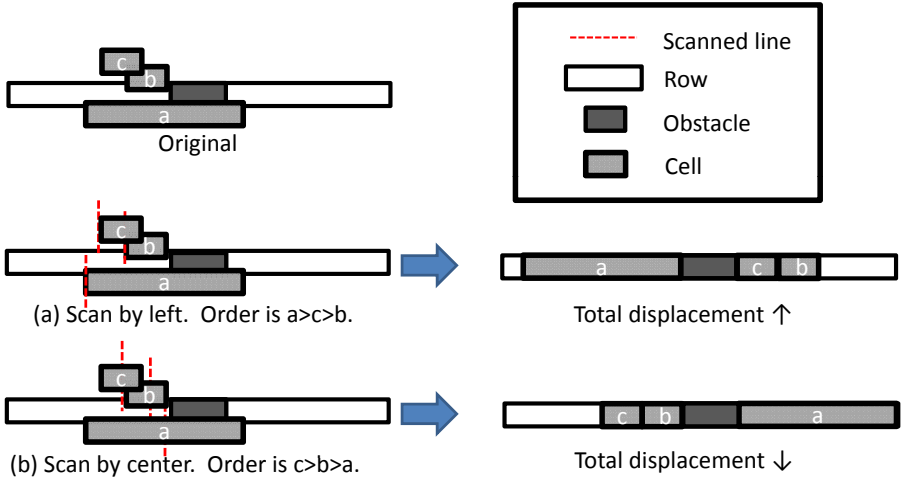 c
b
a
Original
Scanned line
Row
Obstacle
Cell
c
b
a
(a) Scan by left. Order is a>c>b.
a
c
b
Total displacement ↑
c
b
a
(b) Scan by center. Order is c>b>a.
c
b
a
Total displacement ↓